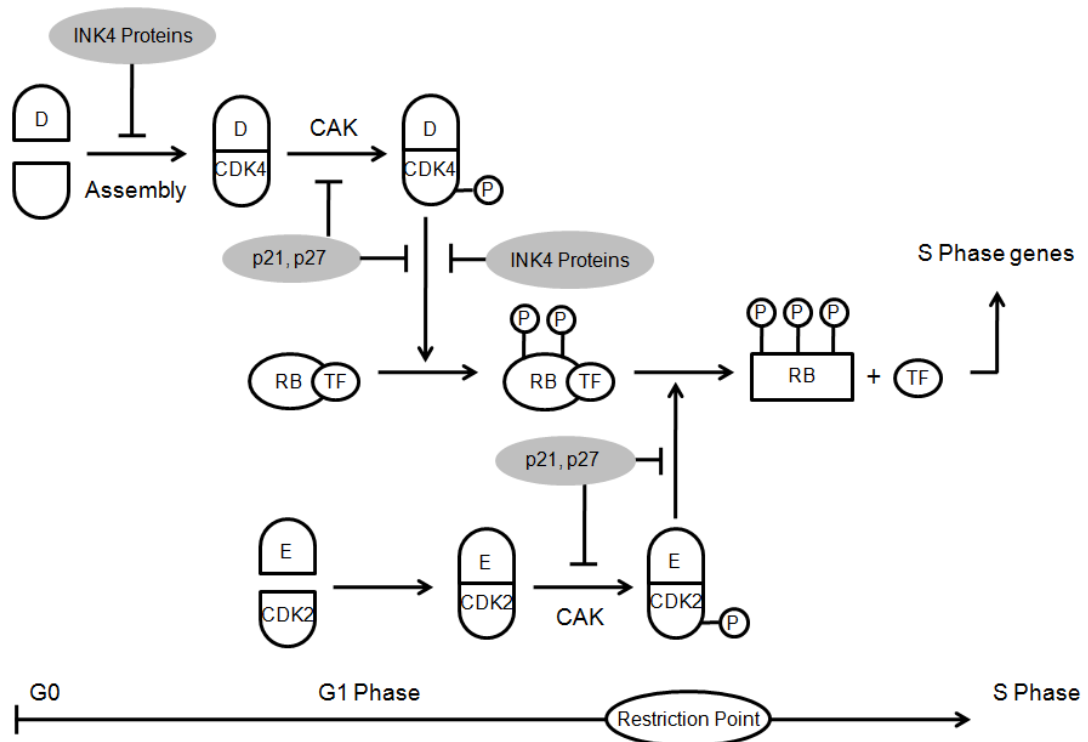 INK4 Proteins
D
D
CDK4
CAK
D
CDK4
P
Assembly
p21, p27
INK4 Proteins
S Phase genes
P
P
P
P
P
RB
TF
RB
TF
RB
+
TF
p21, p27
E
CDK2
E
CDK2
CAK
E
CDK2
P
G0
G1 Phase
Restriction Point
S Phase